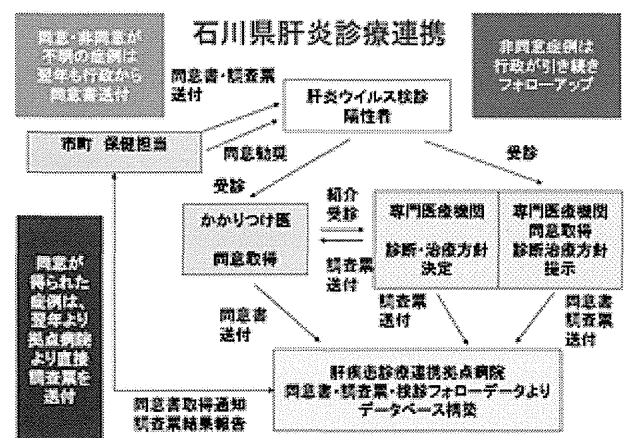 石川県肝炎診療連携
同意・非同意が
不明の症例は
翌年も行政から
同意書送付
非同意症例は
行政が引き続き
フォローアップ
同意書・調査票
送付
肝炎ウイルス検診
陽性者
市町 保健担当
同意勧奨
受診
受診
かかりつけ医
同意取得
紹介
受診
調査票
送付
専門医療機関
診断・治療方針
決定
専門医療機関
同意取得
診断治療方針
提示
同意が
得られた
症例は、
翌年より
拠点病院
より直接
調査票を
送付
同意書
送付
調査票
送付
同意書
調査票
送付
肝疾患診療連携拠点病院
同意書・調査票・検診フォローデータより
データベース構築
同意書取得通知
調査票結果報告